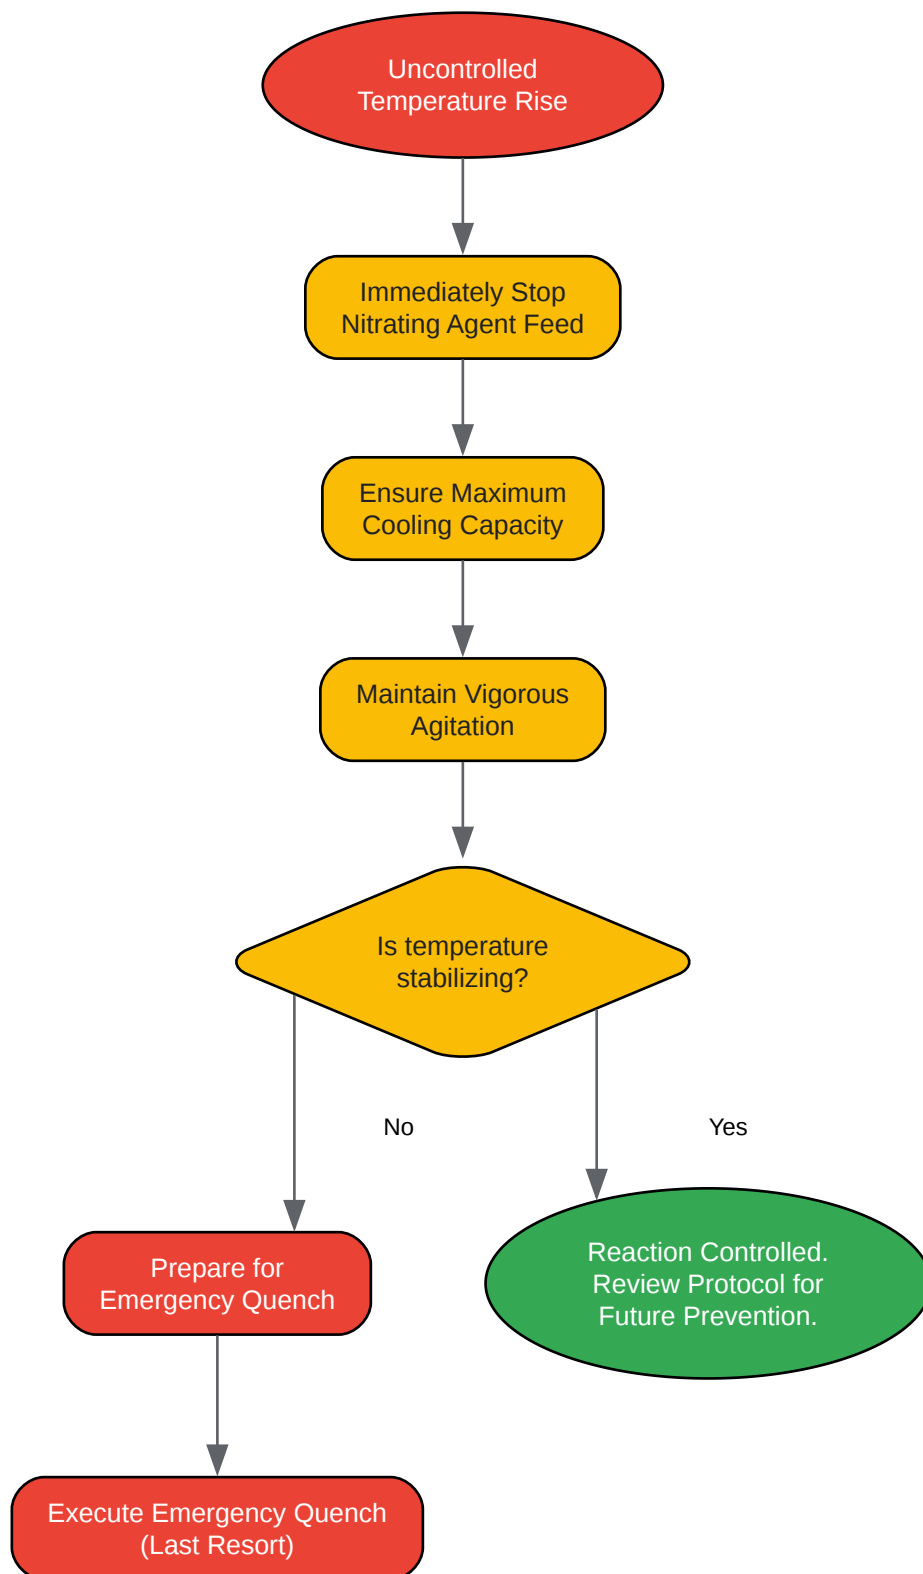 Uncontrolled
Temperature Rise
Immediately Stop
Nitrating Agent Feed
Ensure Maximum
Cooling Capacity
Maintain Vigorous
Agitation
Is temperature
stabilizing?
No
Yes
Prepare for
Emergency Quench
Reaction Controlled.
Review Protocol for
Future Prevention.
Execute Emergency Quench
(Last Resort)